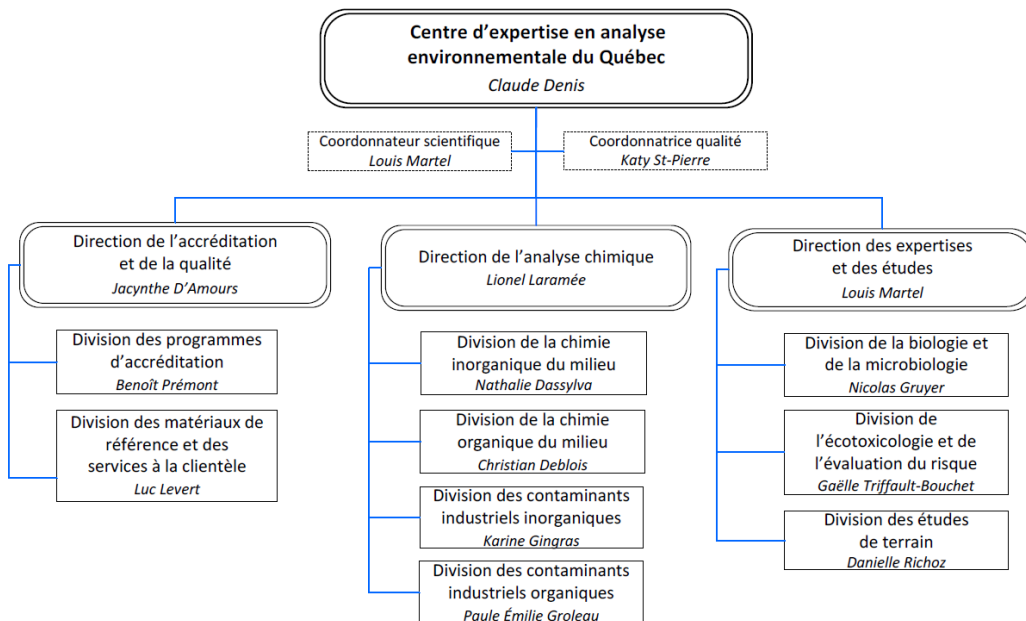 Centre d'expertise en analyse
environnementale du Québec
Claude Denis
Coordonnateur scientifique
Louis Martel
Coordonnatrice qualité
Katy St-Pierre
Direction de l'accréditation
et de la qualité
Jacynthe D'Amours
Division des programmes
d'accréditation
Benoît Prémont
Division des matériaux de
référence et des
services à la clientèle
Luc Levert
Direction de l'analyse chimique
Lionel Laramée
Division de la chimie
inorganique du milieu
Nathalie Dassylva
Division de la chimie
organique du milieu
Christian Deblois
Division des contaminants
industriels inorganiques
Karine Gingras
Division des contaminants
industriels organiques
Paule Émilie Groleau
Direction des expertises
et des études
Louis Martel
Division de la biologie et
de la microbiologie
Nicolas Gruyer
Division de
l'écotoxicologie et de
l'évaluation du risque
Gaëlle Triffault-Bouchet
Division des études
de terrain
Danielle Richoz